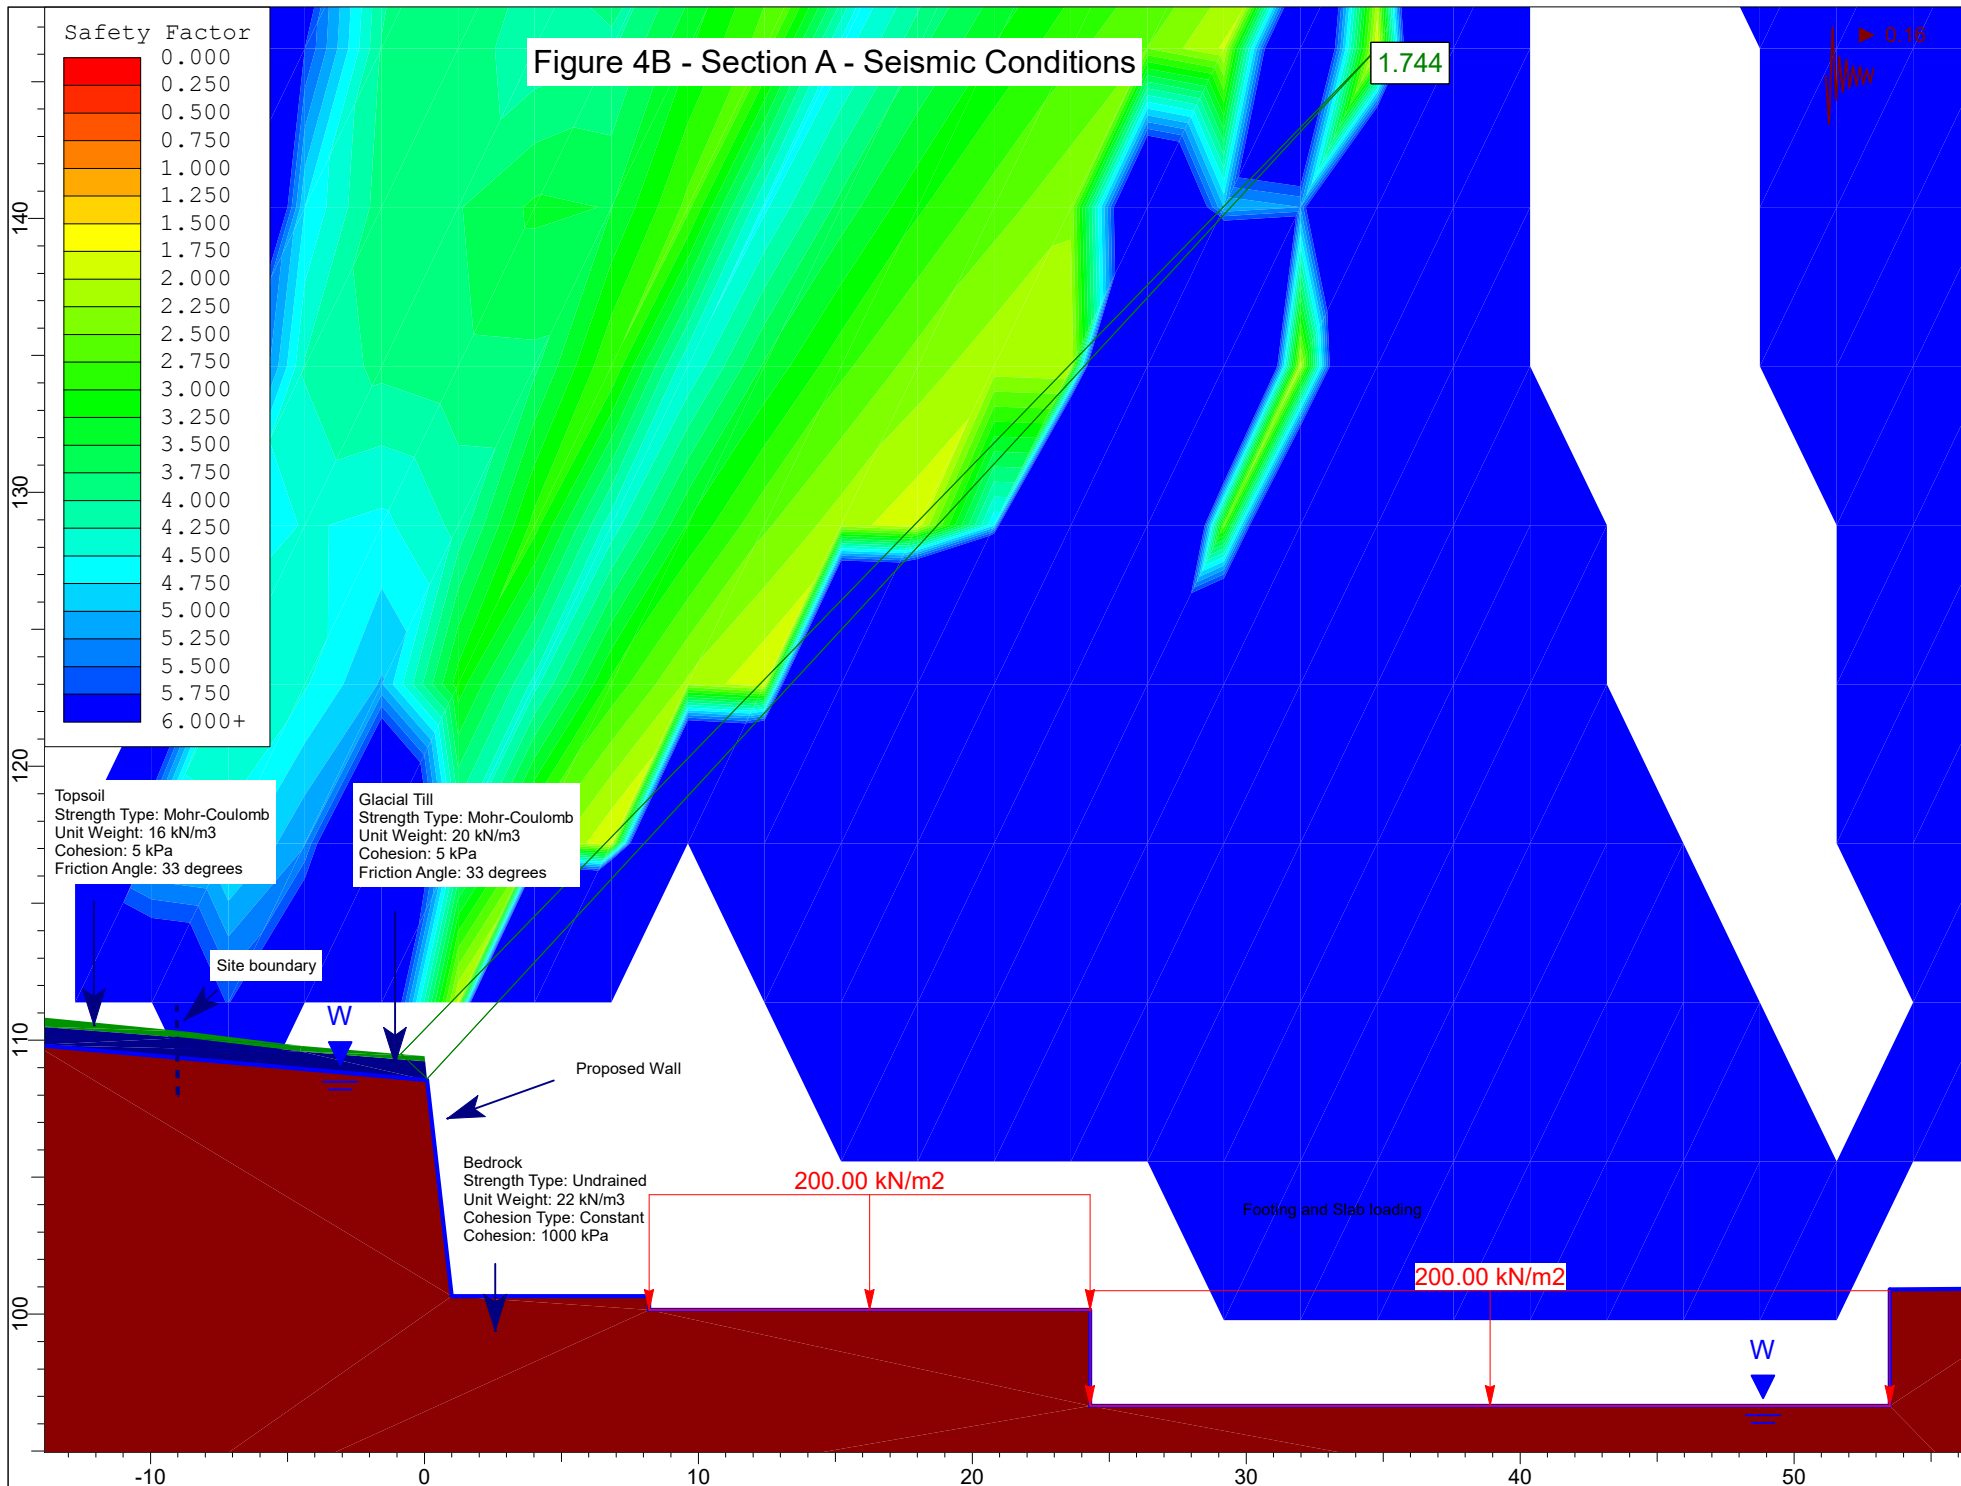 Safety Factor
0.000
0.250
0.500
0.750
1.000
1.250
1.500
1.750
2.000
2.250
2.500
2.750
3.000
3.250
3.500
3.750
4.000
4.250
4.500
4.750
5.000
5.250
5.500
5.750
6.000+
Figure 4B - Section A - Seismic Conditions
1.744
0.16
Topsoil
Strength Type: Mohr-Coulomb
Unit Weight: 16 kN/m3
Cohesion: 5 kPa
Friction Angle: 33 degrees
Glacial Till
Strength Type: Mohr-Coulomb
Unit Weight: 20 kN/m3
Cohesion: 5 kPa
Friction Angle: 33 degrees
Site boundary
W
Proposed Wall
Bedrock
Strength Type: Undrained
Unit Weight: 22 kN/m3
Cohesion Type: Constant
Cohesion: 1000 kPa
200.00 kN/m2
Footing and Slab loading
200.00 kN/m2
W
140
130
120
110
100
-10
0
10
20
30
40
50